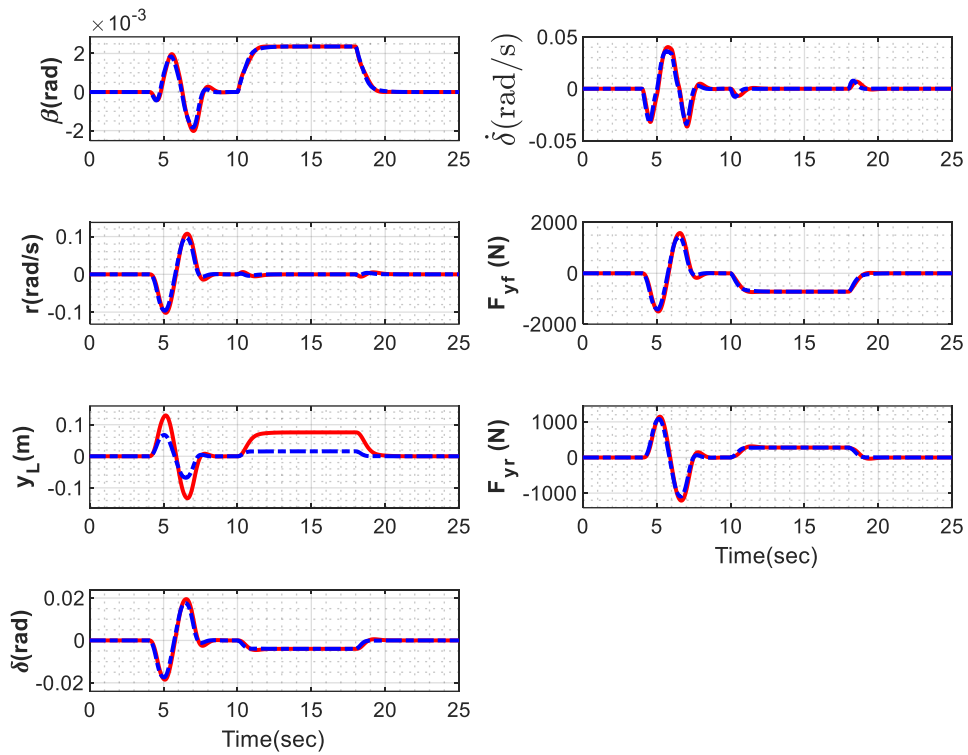 × 10⁻³
β(rad)
2
0
-2
0 5 10 15 20 25
r(rad/s)
0.1
0
-0.1
0 5 10 15 20 25
y_L(m)
0.1
0
-0.1
0 5 10 15 20 25
δ(rad)
0.02
0
-0.02
0 5 10 15 20 25
Time(sec)
δ̇(rad/s)
0.05
0
-0.05
0 5 10 15 20 25
F_yf (N)
2000
0
-2000
0 5 10 15 20 25
F_yr (N)
1000
0
-1000
0 5 10 15 20 25
Time(sec)